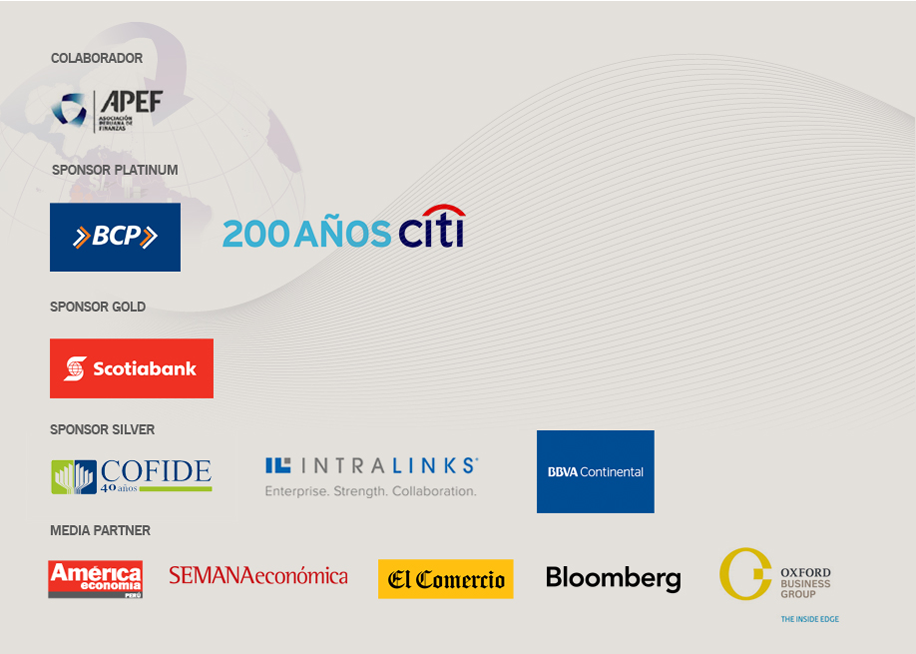 COLABORADOR
APEF
ASOCIACIÓN
PERUANA DE
FINANZAS
SPONSOR PLATINUM
BCP
200 AÑOS citi
SPONSOR GOLD
Scotiabank
SPONSOR SILVER
COFIDE
40 años
INTRALINKS
Enterprise. Strength. Collaboration.
BBVA Continental
MEDIA PARTNER
América
economía
PERÚ
SEMANAeconómica
El Comercio
Bloomberg
OXFORD
BUSINESS
GROUP
THE INSIDE EDGE